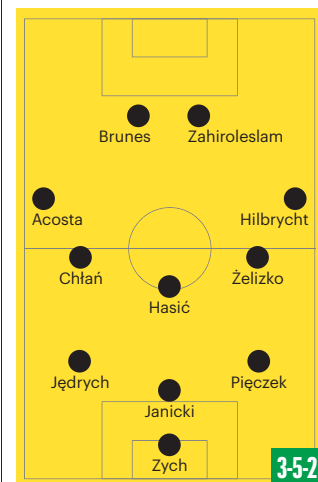 Brunes Zahiroleslam
Acosta Hilbrycht
Chłań Żelizko
Hasić
Jędrych Pięczek
Janicki
Zych
3-5-2